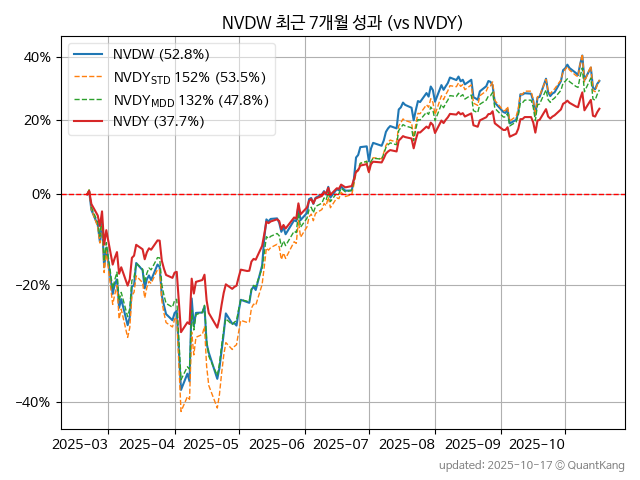 NVDW 최근 7개월 성과 (vs NVDY)
NVDW (52.8%)
NVDY_STD 152% (53.5%)
NVDY_MDD 132% (47.8%)
NVDY (37.7%)
40%
20%
0%
−20%
−40%
2025-03 2025-04 2025-05 2025-06 2025-07 2025-08 2025-09 2025-10
updated: 2025-10-17 © QuantKang